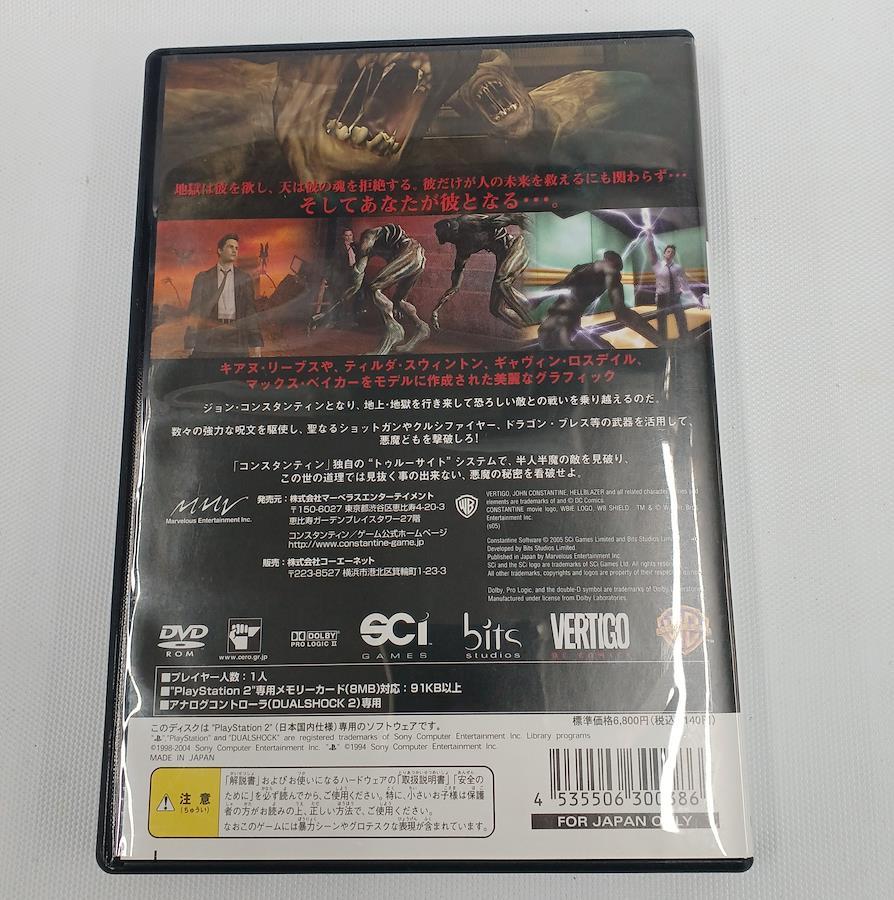 地獄は彼を欲し、天は彼の魂を拒絶する。彼だけが人の未来を救えるにも関わらず・・・
そしてあなたが彼となる・・・。
キアヌ・リーブスや、ティルダ・スウィントン、ギャヴィン・ロスデイル、
マックス・ベイカーをモデルに作成された美麗なグラフィック
ジョン・コンスタンティンとなり、地上・地獄を行き来して恐ろしい敵との戦いを乗り越えるのだ。
数々の強力な呪文を駆使し、聖なるショットガンやクルシファイヤー、ドラゴン・ブレス等の武器を活用して、
悪魔どもを撃破しろ!
「コンスタンティン」独自の"トゥルーサイト"システムで、半人半魔の敵を見破り、
この世の道理では見抜く事の出来ない、悪魔の秘密を看破せよ。
Marvelous Entertainment Inc.
発売元：株式会社マーベラスエンターテイメント
〒150-6027 東京都渋谷区恵比寿4-20-3
恵比寿ガーデンプレイスタワー27階
コンスタンティン/ゲーム公式ホームページ
http://www.constantine-game.jp
販売：株式会社コーエーネット
〒223-8527 横浜市港北区箕輪町1-23-3
WB
VERTIGO, JOHN CONSTANTINE, HELLBLAZER and all related characters and
elements are trademarks of and © DC Comics.
CONSTANTINE movie logo, WBIE LOGO, WB SHIELD: TM & © Warner Bros.
Entertainment Inc.
(s05)
Constantine Software © 2005 SCi Games Limited and Bits Studios
Developed by Bits Studios Limited.
Published in Japan by Marvelous Entertainment Inc.
SCi and the SCi logo are trademarks of SCi Games Ltd. All rights
All other trademarks, copyrights and logos are property of their respective
Dolby, Pro Logic, and the double-D symbol are trademarks of Dolby Laboratories.
Manufactured under license from Dolby Laboratories.
DVD ROM
www.cero.gr.jp
DOLBY PRO LOGIC II
SCi GAMES
bits studios
VERTIGO
DC COMICS
WB
■プレイヤー人数：1人
■"PlayStation 2"専用メモリーカード(8MB)対応：91KB以上
■アナログコントローラ(DUALSHOCK 2)専用
このディスクは"PlayStation 2"(日本国内仕様)専用のソフトウェアです。
標準価格6,800円(税込 140円)
"PlayStation" and "DUALSHOCK" are registered trademarks of Sony Computer Entertainment Inc. Library programs
©1998-2004 Sony Computer Entertainment Inc. ©1994 Sony Computer Entertainment Inc.
MADE IN JAPAN
注意
(ちゅうい)
「解説書」およびお使いになるハードウェアの「取扱説明書」「安全の
ために」を必ず読んでから、ご使用ください。特に、小さいお子様は保護
者の方がお読みの上、正しい方法で、ご使用ください。
なおこのゲームには暴力シーンやグロテスクな表現が含まれています。
4 535506 300386
FOR JAPAN ONLY